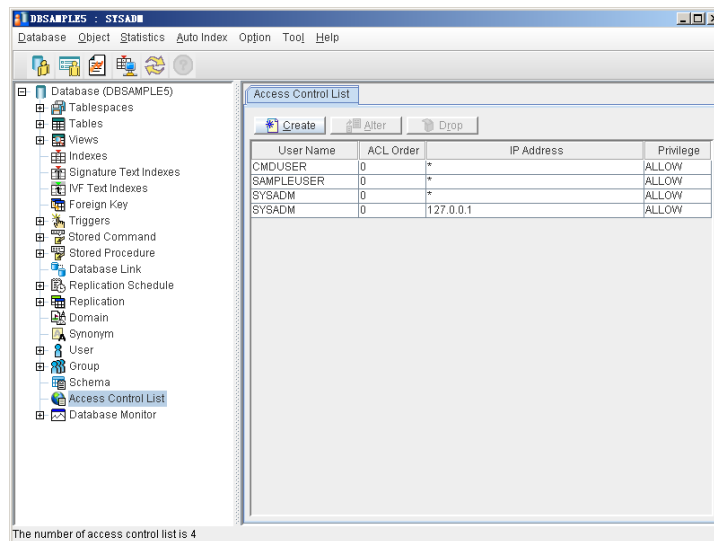 DBSAMPLE5 : SYSADM
Database Object Statistics Auto Index Option Tool Help
Database (DBSAMPLE5)
Tablespaces
Tables
Views
Indexes
Signature Text Indexes
IVF Text Indexes
Foreign Key
Triggers
Stored Command
Stored Procedure
Database Link
Replication Schedule
Replication
Domain
Synonym
User
Group
Schema
Access Control List
Database Monitor
Access Control List
Create Alter Drop
User Name ACL Order IP Address Privilege
CMDUSER 0 * ALLOW
SAMPLEUSER 0 * ALLOW
SYSADM 0 * ALLOW
SYSADM 0 127.0.0.1 ALLOW
The number of access control list is 4